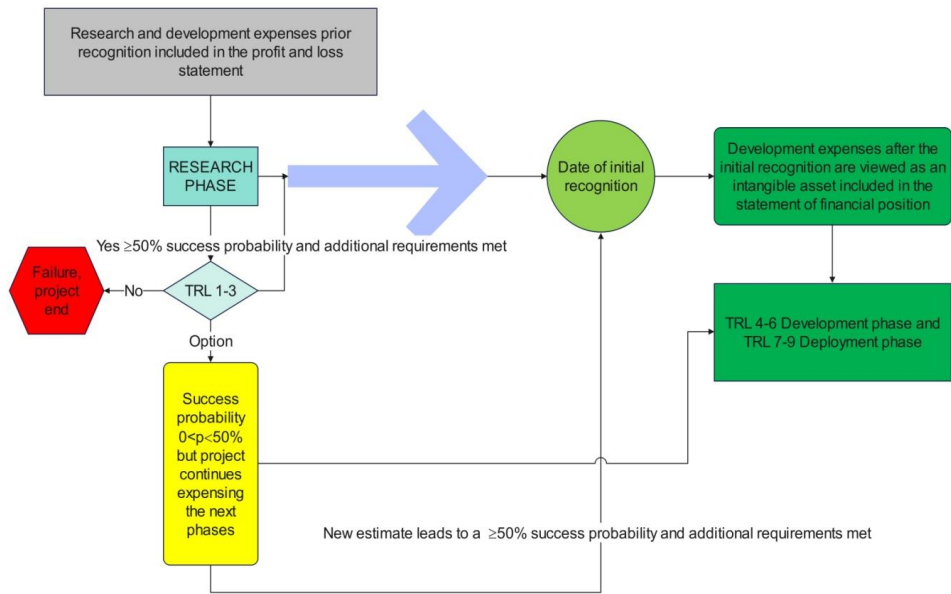 Research and development expenses prior
recognition included in the profit and loss
statement
RESEARCH
PHASE
Date of initial
recognition
Development expenses after the
initial recognition are viewed as an
intangible asset included in the
statement of financial position
Yes ≥50% success probability and additional requirements met
Failure,
project
end
No
TRL 1-3
Option
TRL 4-6 Development phase and
TRL 7-9 Deployment phase
Success
probability
0<p<50%
but project
continues
expensing
the next
phases
New estimate leads to a ≥50% success probability and additional requirements met